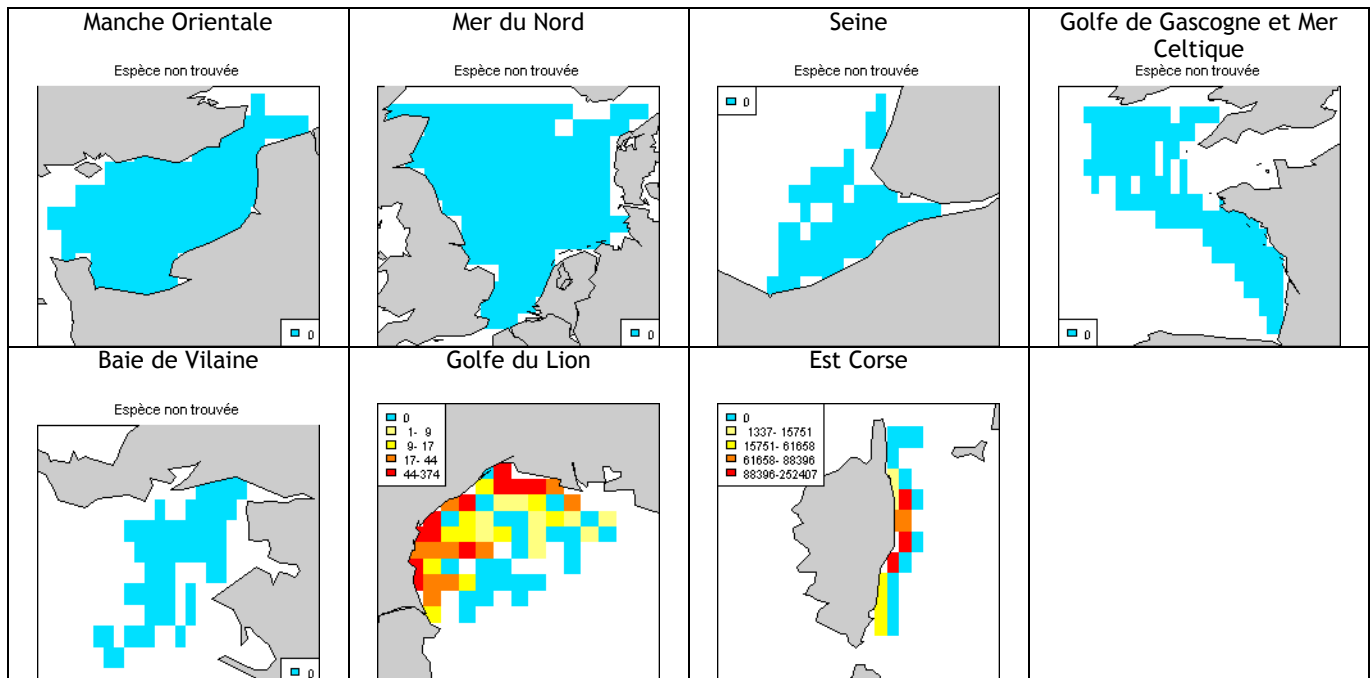 Manche Orientale
Espèce non trouvée
0
Mer du Nord
Espèce non trouvée
0
Seine
Espèce non trouvée
0
Golfe de Gascogne et Mer
Celtique
Espèce non trouvée
0
Baie de Vilaine
Espèce non trouvée
0
Golfe du Lion
0
1- 9
9- 17
17- 44
44-374
Est Corse
0
1337- 15751
15751- 61658
61658- 88396
88396-252407